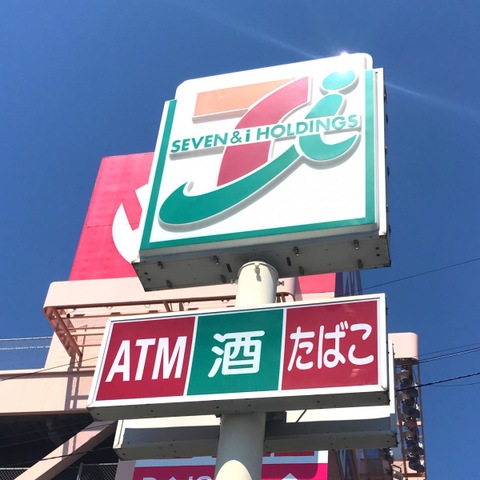 SEVEN & i HOLDINGS
ATM 酒 たばこ